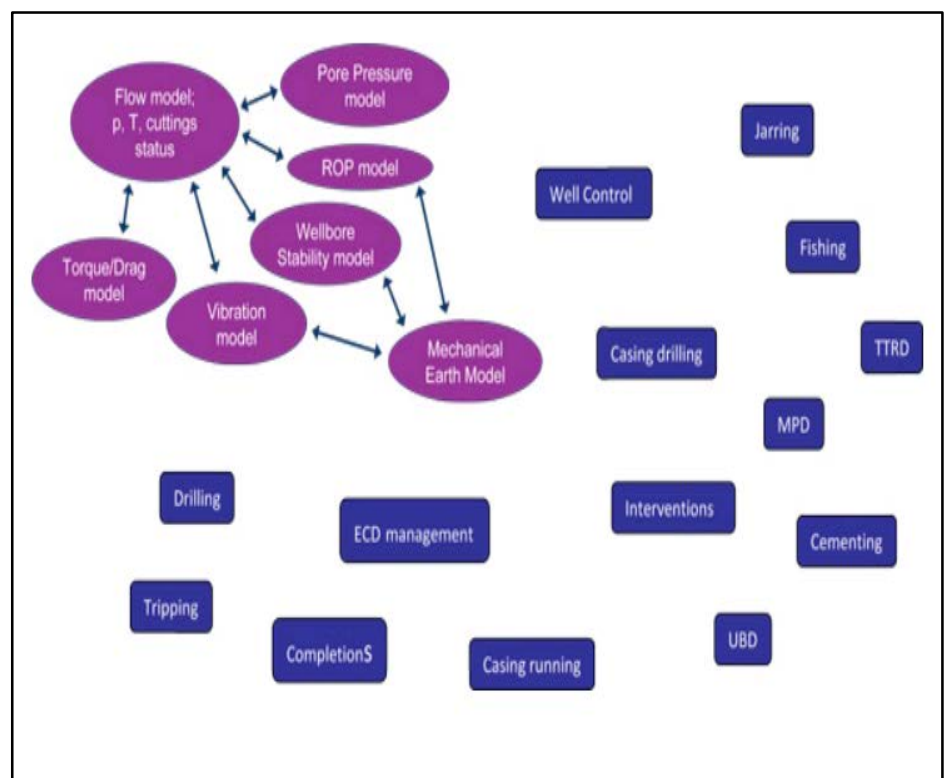 Flow model;
p, T, cuttings
status
Pore Pressure
model
ROP model
Wellbore
Stability model
Torque/Drag
model
Vibration
model
Mechanical
Earth Model
Jarring
Well Control
Fishing
Casing drilling
TTRD
MPD
Drilling
ECD management
Interventions
Cementing
Tripping
CompletionS
Casing running
UBD